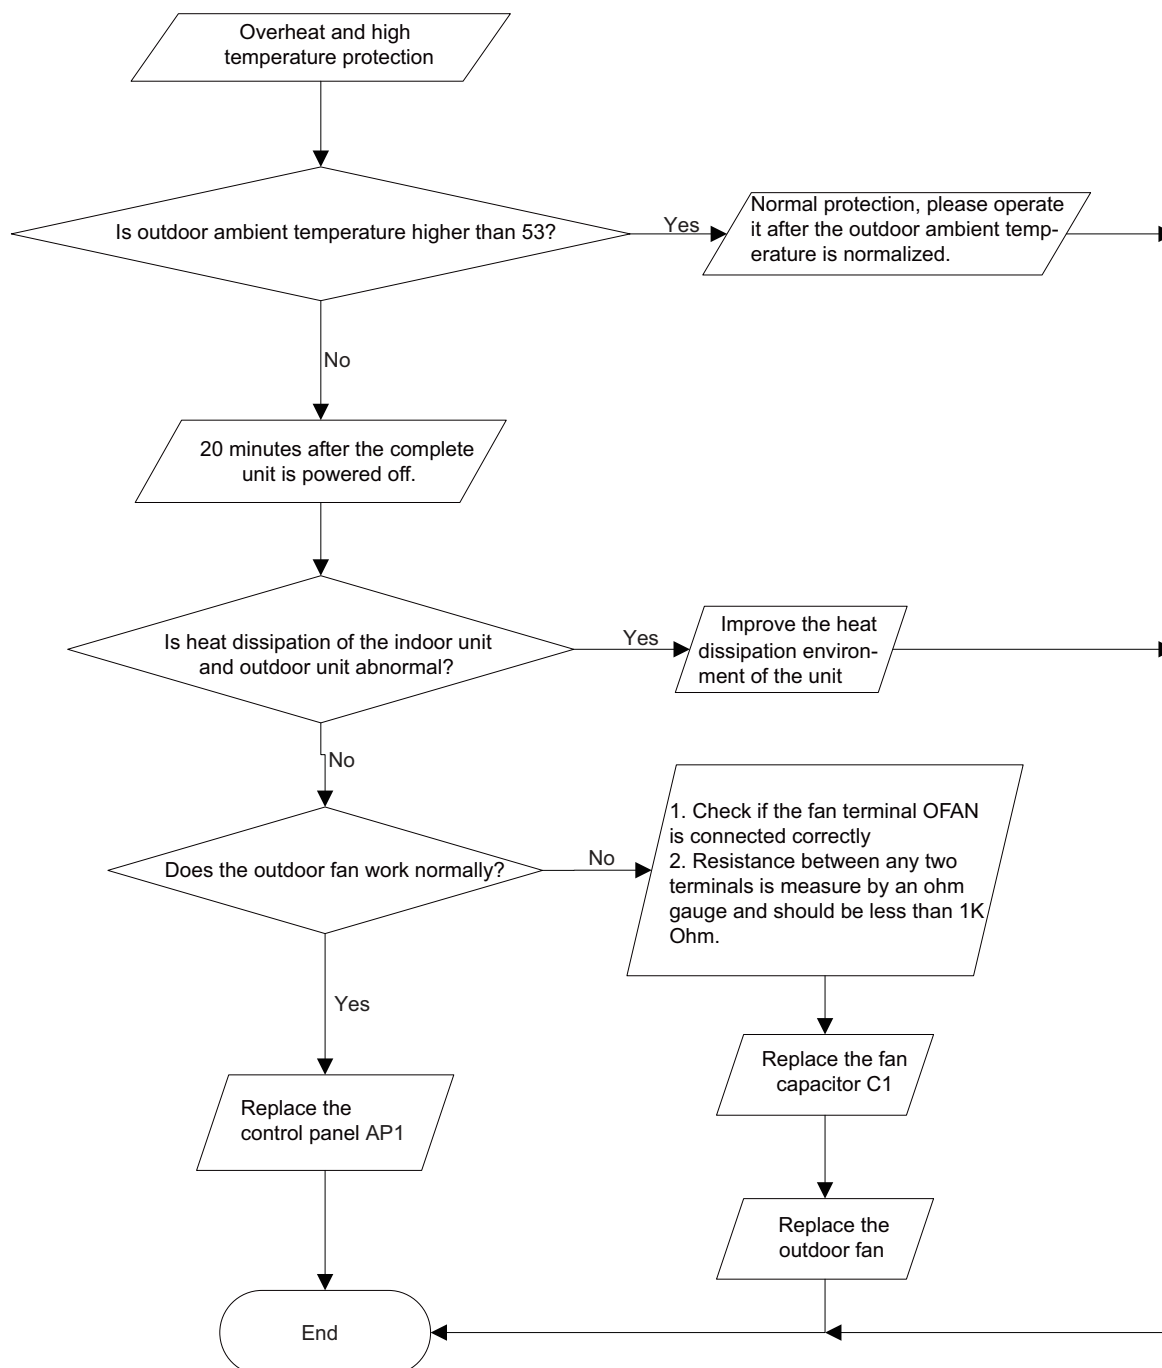 Overheat and high
temperature protection
Is outdoor ambient temperature higher than 53?
Yes
Normal protection, please operate
it after the outdoor ambient temp-
erature is normalized.
No
20 minutes after the complete
unit is powered off.
Is heat dissipation of the indoor unit
and outdoor unit abnormal?
Yes
Improve the heat
dissipation environ-
ment of the unit
No
Does the outdoor fan work normally?
No
1. Check if the fan terminal OFAN
is connected correctly
2. Resistance between any two
terminals is measure by an ohm
gauge and should be less than 1K
Ohm.
Yes
Replace the fan
capacitor C1
Replace the
control panel AP1
Replace the
outdoor fan
End